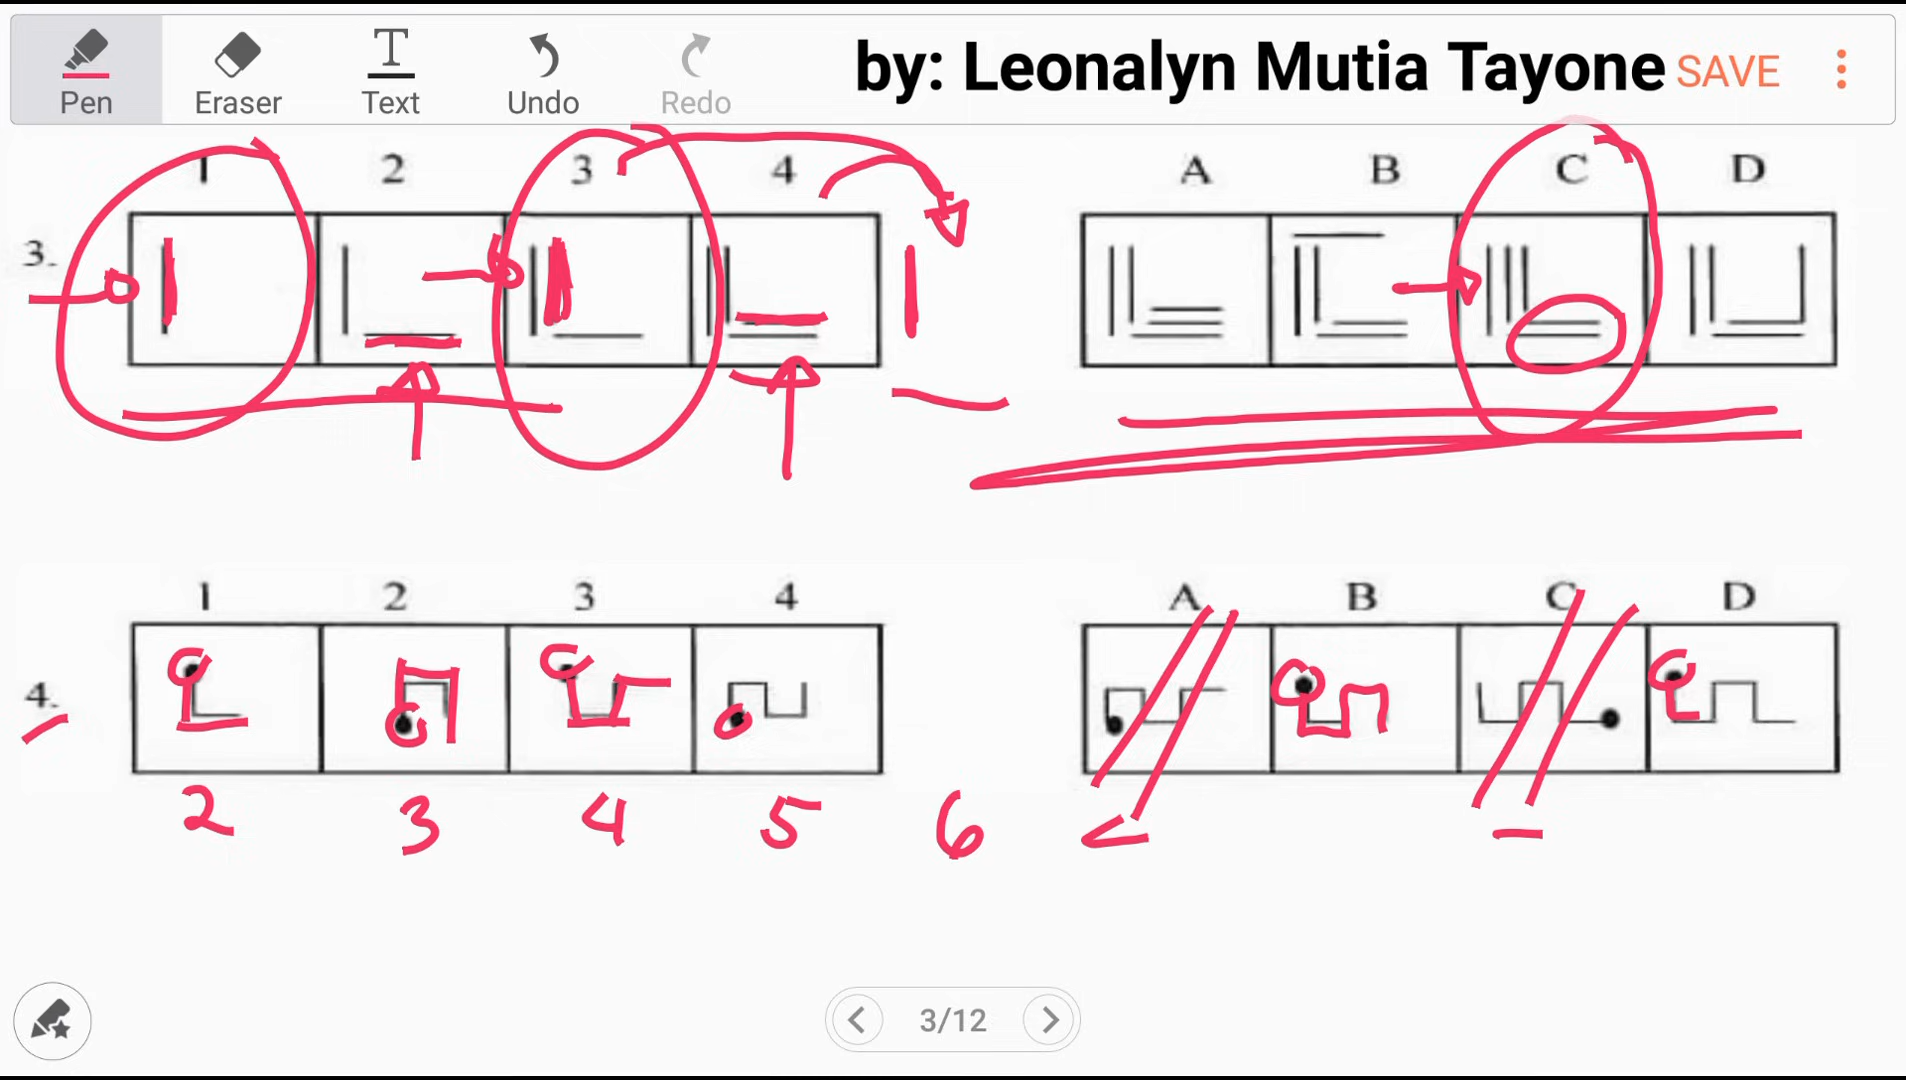 Pen Eraser Text Undo Redo by: Leonalyn Mutia Tayone SAVE
1 2 3 4 A B C D
3.
1 2 3 4 A B C D
4.
2 3 4 5 6
3/12